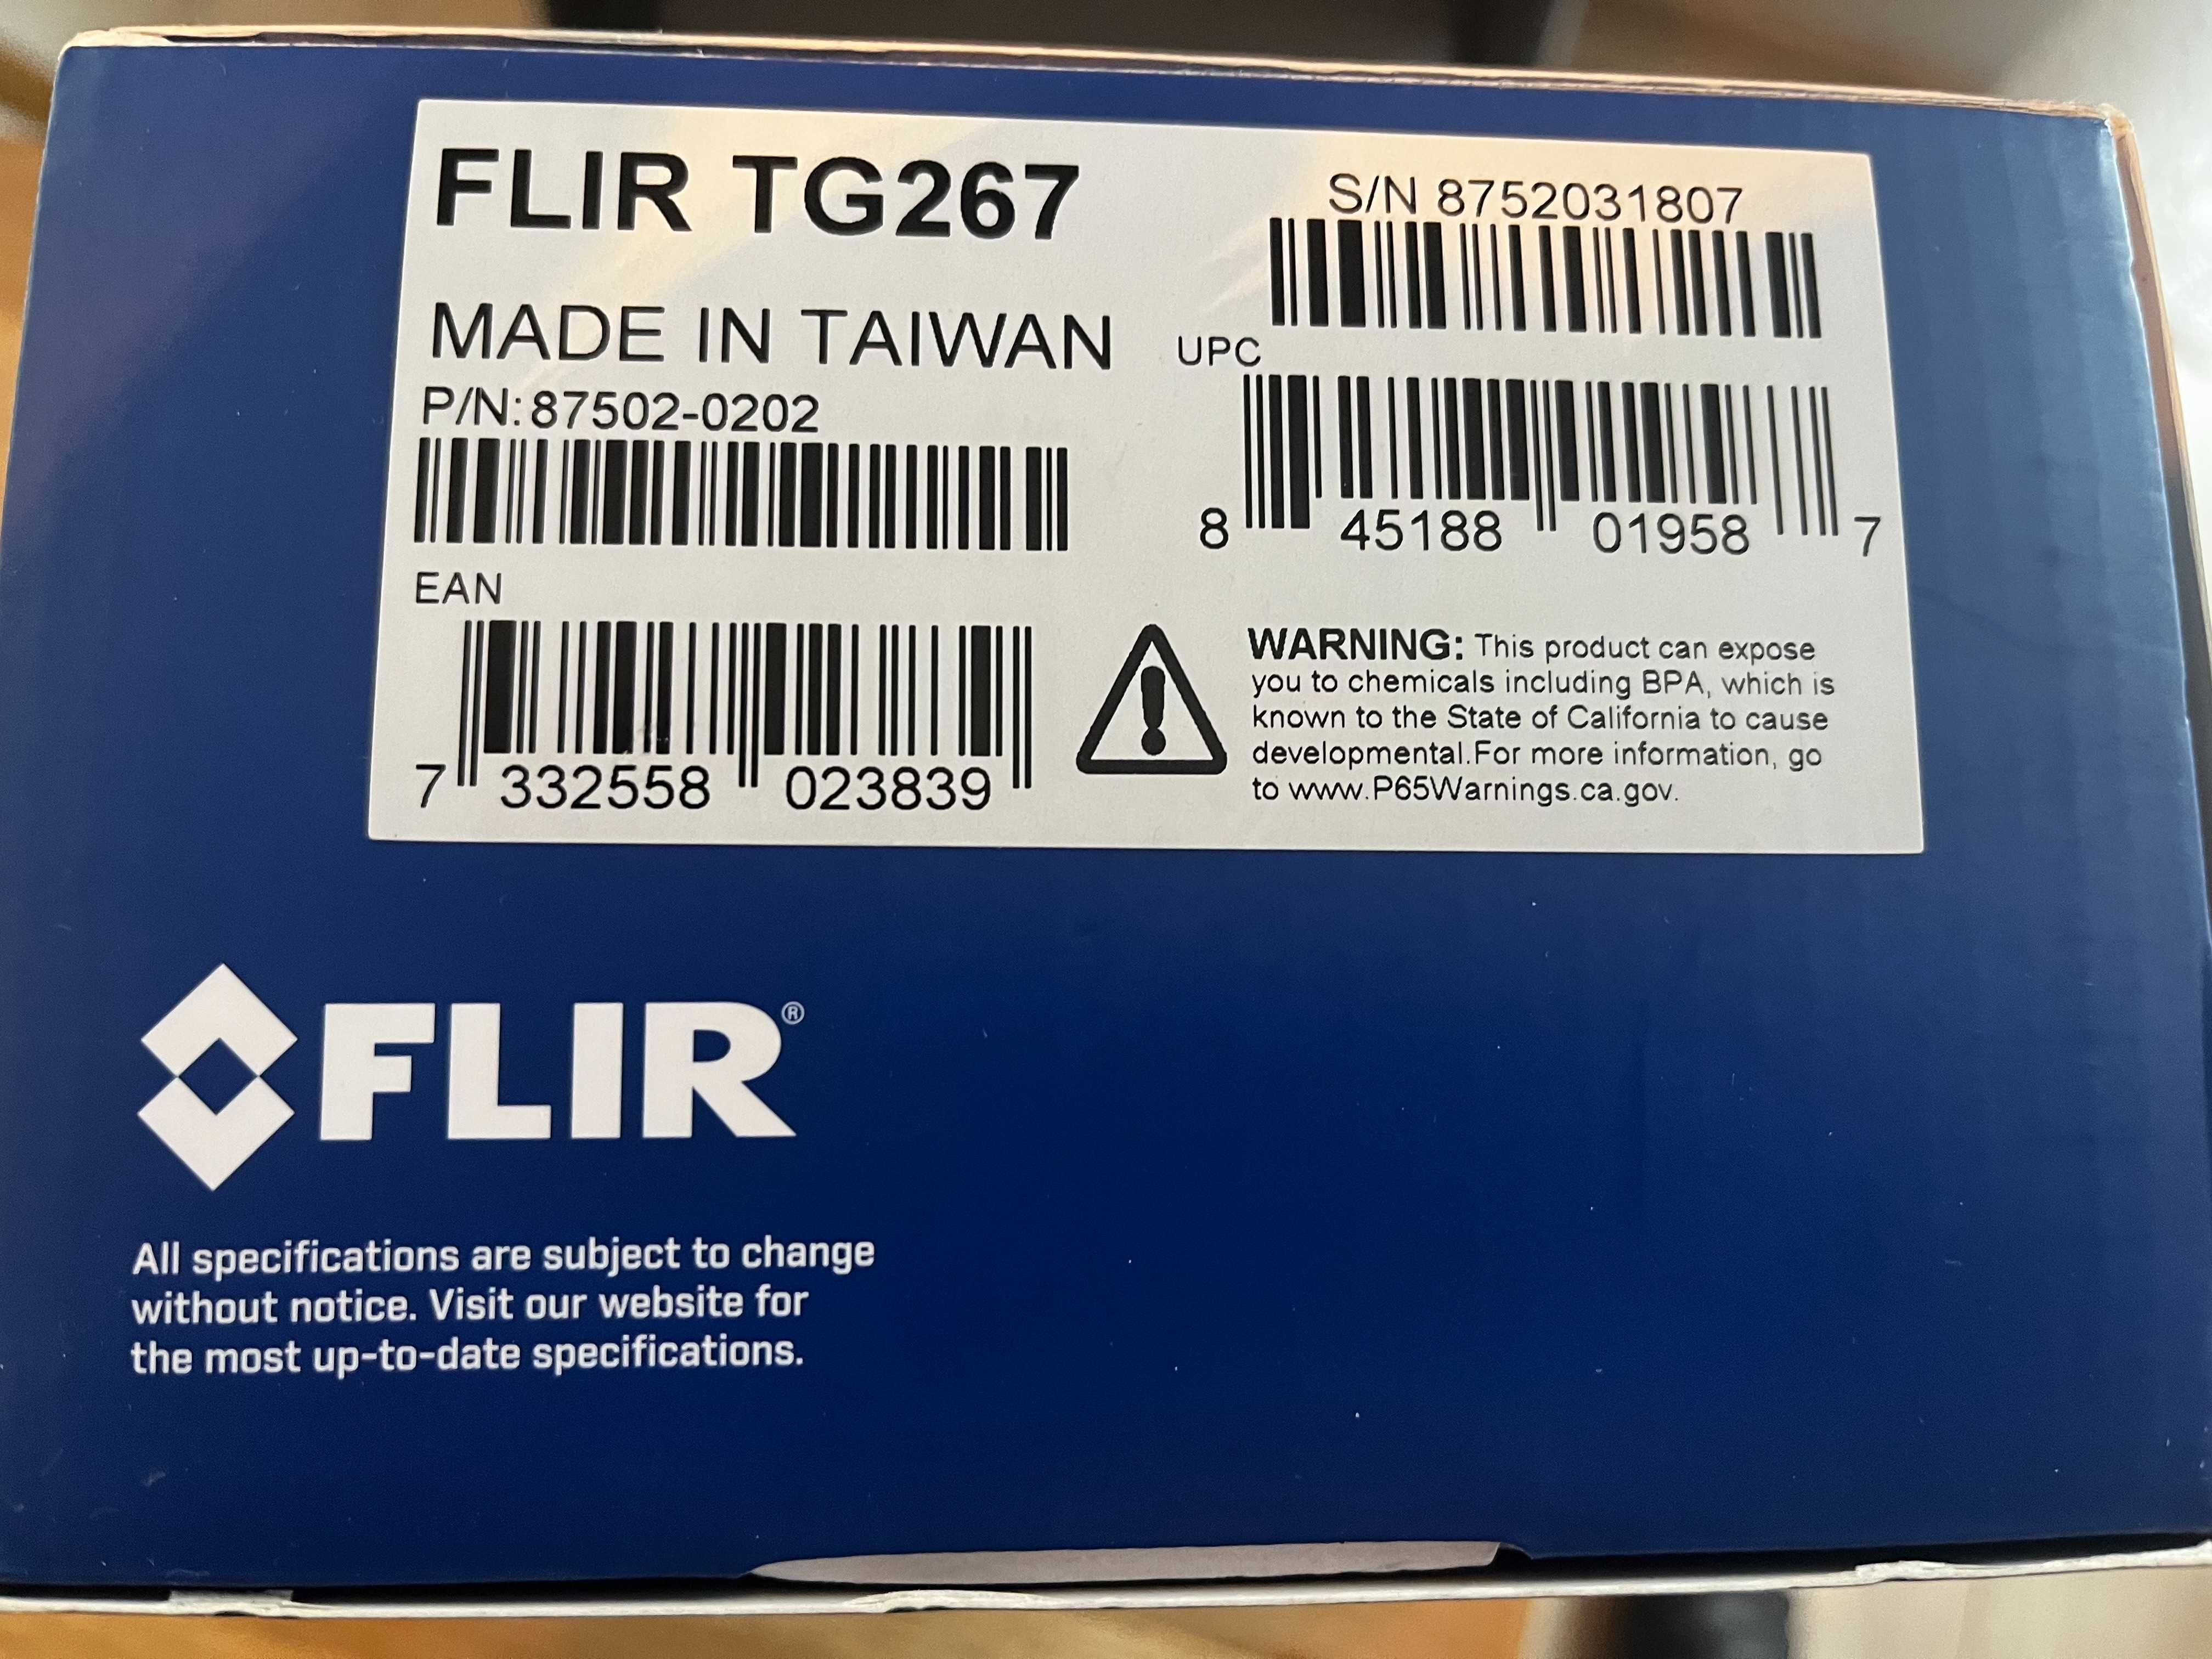 FLIR TG267
S/N 8752031807
MADE IN TAIWAN
UPC
P/N:87502-0202
8 45188 01958 7
EAN
7 332558 023839
WARNING: This product can expose
you to chemicals including BPA, which is
known to the State of California to cause
developmental.For more information, go
to www.P65Warnings.ca.gov.
FLIR®
All specifications are subject to change
without notice. Visit our website for
the most up-to-date specifications.